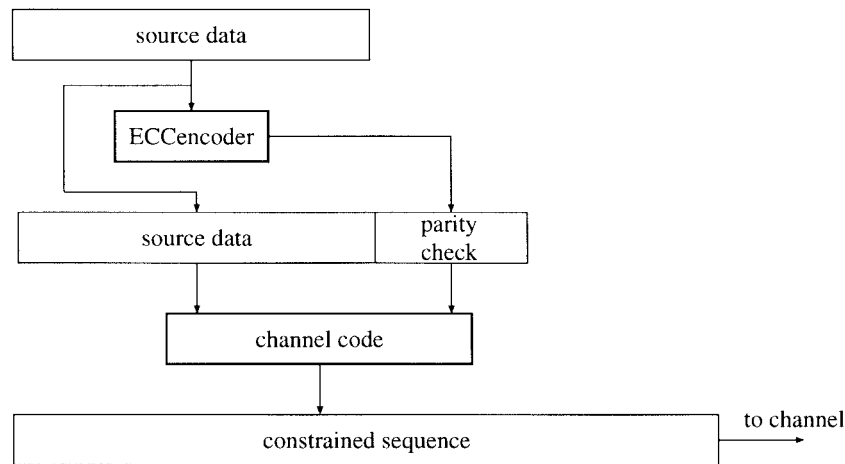 source data
ECCencoder
source data
parity
check
channel code
to channel
constrained sequence